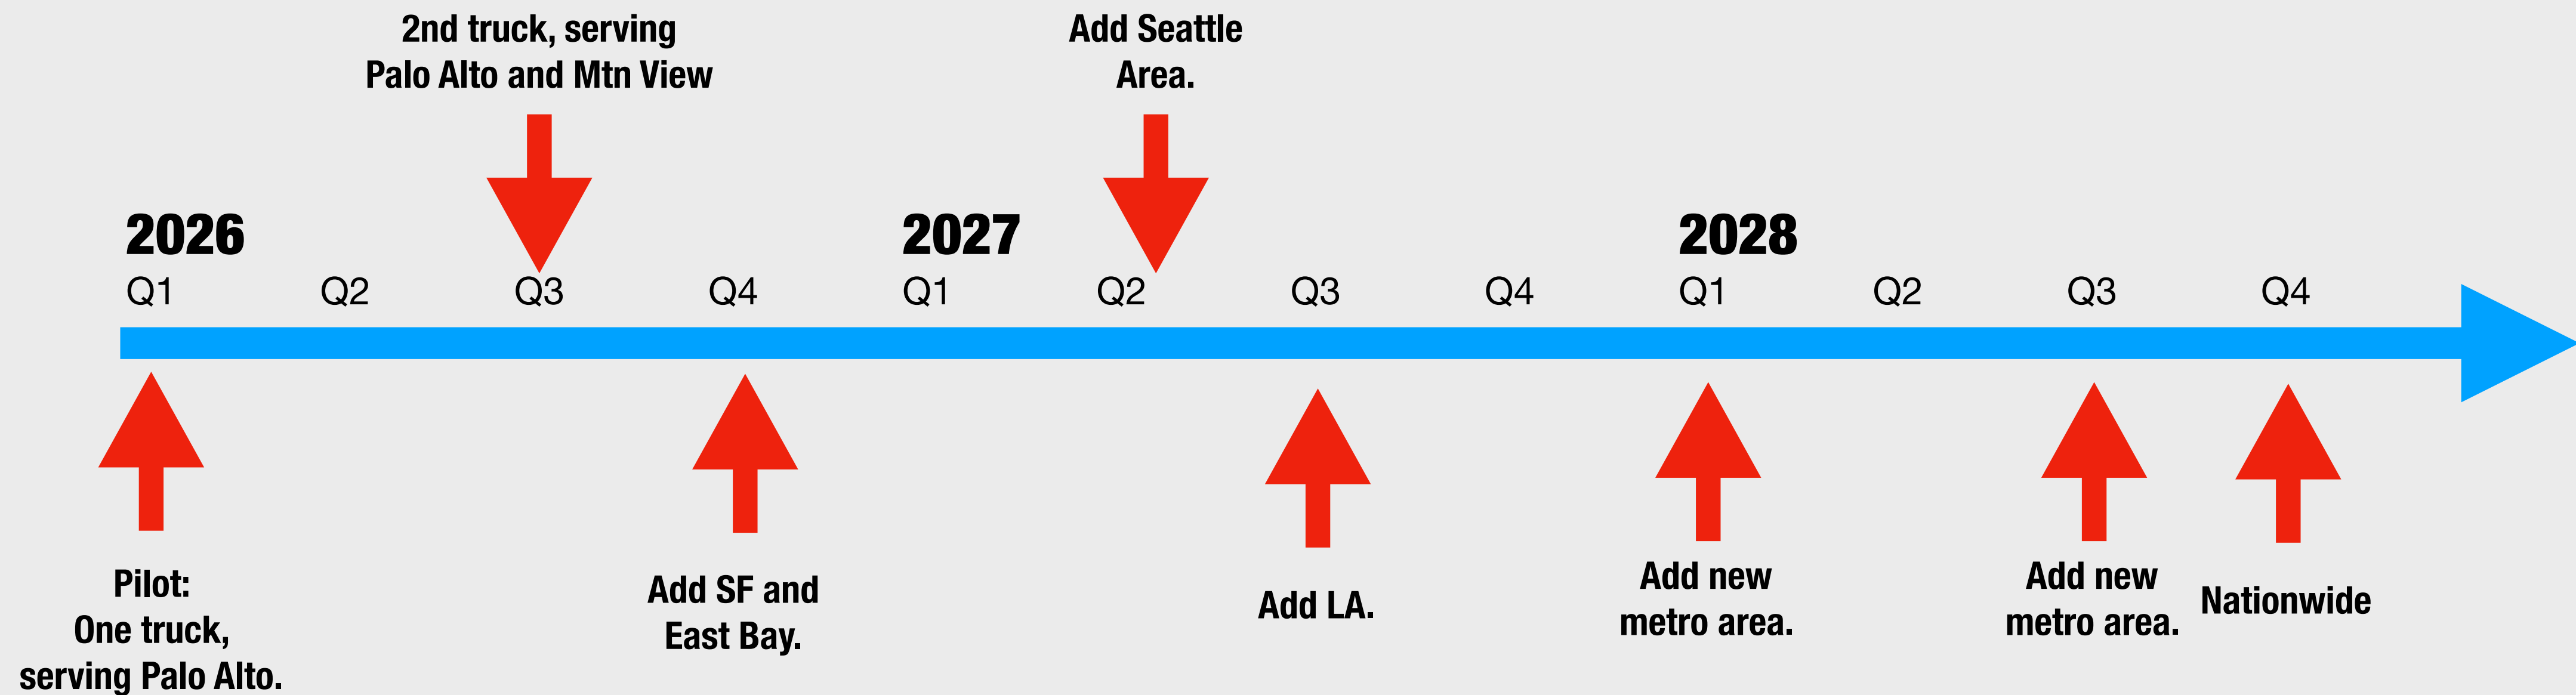 2nd truck, serving
Palo Alto and Mtn View
Add Seattle
Area.
2026
2027
2028
Q1 Q2 Q3 Q4 Q1 Q2 Q3 Q4 Q1 Q2 Q3 Q4
Pilot:
One truck,
serving Palo Alto.
Add SF and
East Bay.
Add LA.
Add new
metro area.
Add new
metro area.
Nationwide